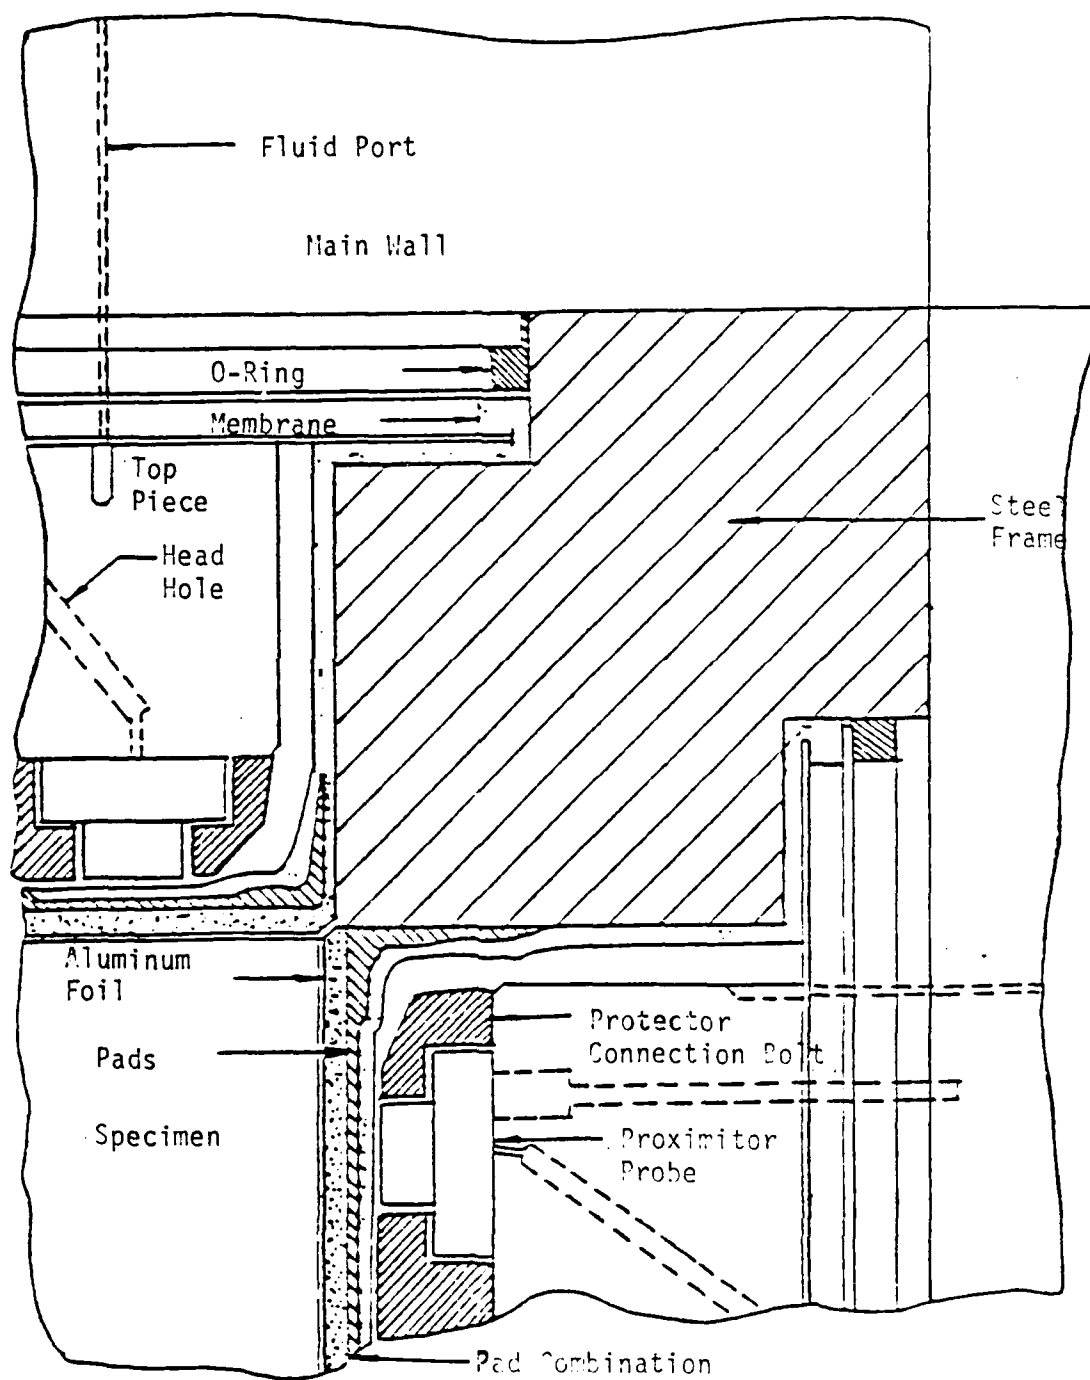 Fluid Port
Main Wall
O-Ring
Membrane
Top
Piece
Steel
Frame
Head
Hole
Aluminum
Foil
Protector
Connection Bolt
Pads
Specimen
Proximitor
Probe
Pad Combination